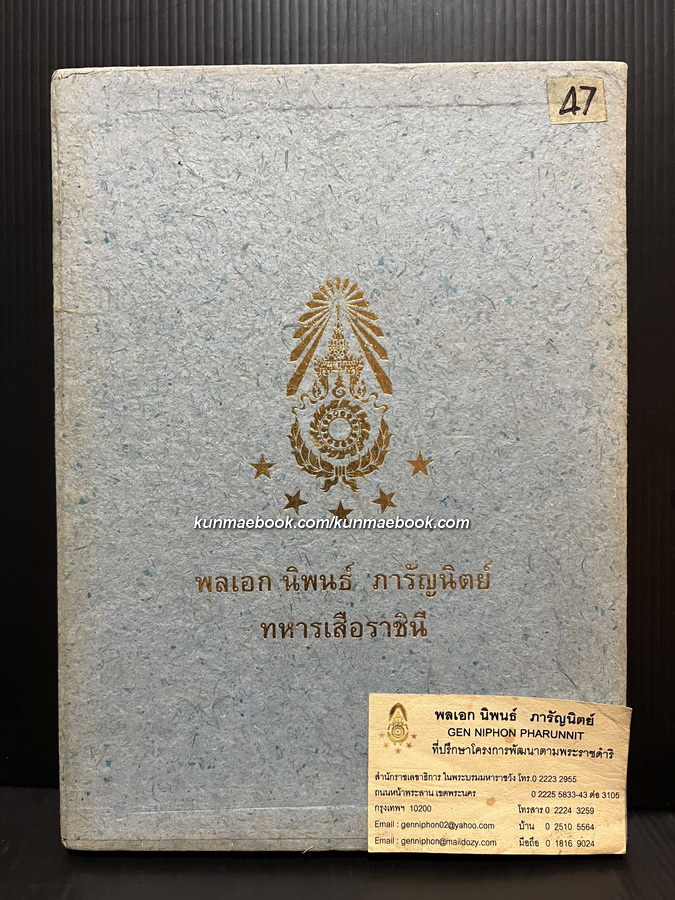 47
kunmaebook.com/kunmaebook.com
พลเอก นิพนธ์ ภารัญนิตย์
ทหารเสือราชินี
พลเอก นิพนธ์ ภารัญนิตย์
GEN NIPHON PHARUNNIT
ที่ปรึกษาโครงการพัฒนาตามพระราชดำริ
สำนักราชเลขาธิการ ในพระบรมมหาราชวัง โทร.0 2223 2955
ถนนหน้าพระลาน เขตพระนคร 0 2225 5833-43 ต่อ 3105
กรุงเทพฯ 10200 โทรสาร 0 2224 3259
Email : genniphon02@yahoo.com บ้าน 0 2510 5564
Email : genniphon@maildozy.com มือถือ 0 1816 9024